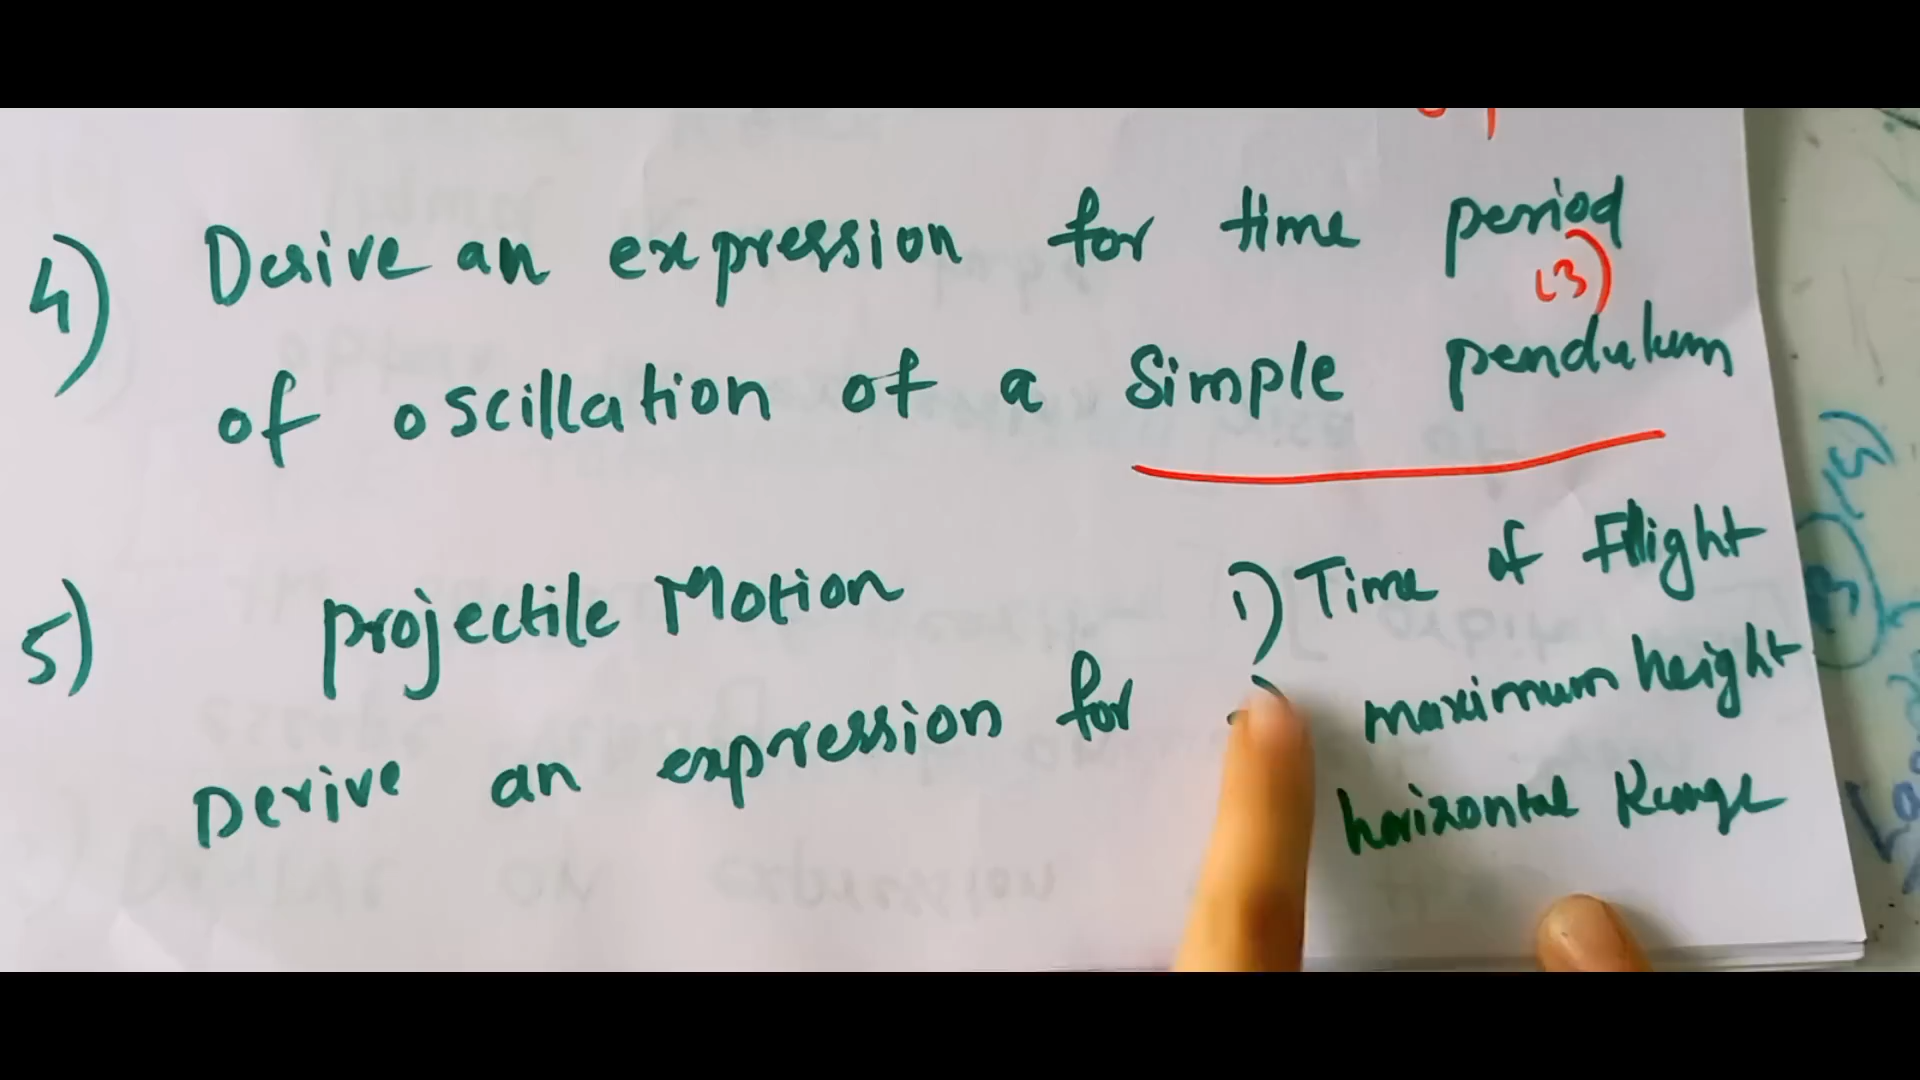 4) Derive an expression for time period
(3)
of oscillation of a Simple pendulum
5) Projectile Motion
i) Time of Flight
Derive an expression for
maximum height
horizontal Range